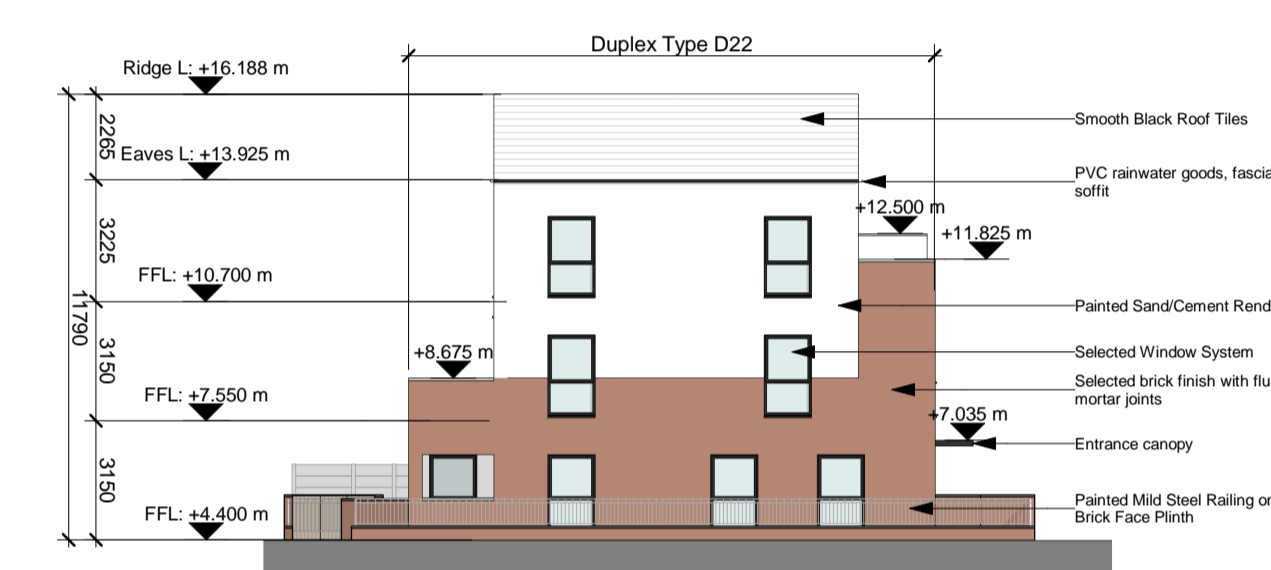 Duplex Type D22
Ridge L: +16.188 m
2265
Smooth Black Roof Tiles
Eaves L: +13.925 m
PVC rainwater goods, fascia
soffit
+12.500 m
3225
+11.825 m
FFL: +10.700 m
11790
Painted Sand/Cement Rend
+8.675 m
3150
Selected Window System
Selected brick finish with flu
mortar joints
FFL: +7.550 m
+7.035 m
Entrance canopy
3150
Painted Mild Steel Railing or
Brick Face Plinth
FFL: +4.400 m